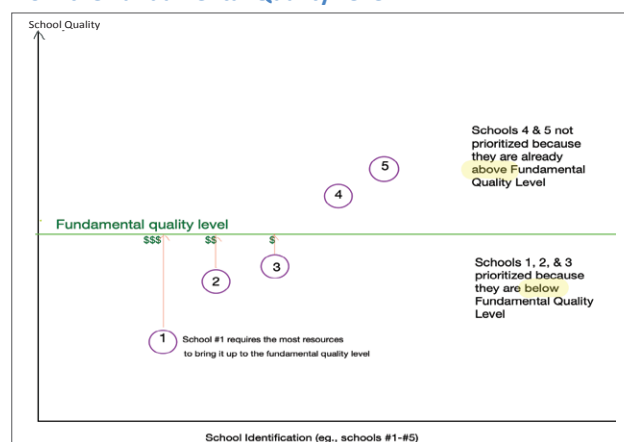 School Quality
Schools 4 & 5 not
prioritized because
they are already
above Fundamental
Quality Level
5
4
Fundamental quality level
$$$ $$ $
3
2
Schools 1, 2, & 3
prioritized because
they are below
Fundamental Quality
Level
1
School #1 requires the most resources
to bring it up to the fundamental quality level
School Identification (eg., schools #1-#5)